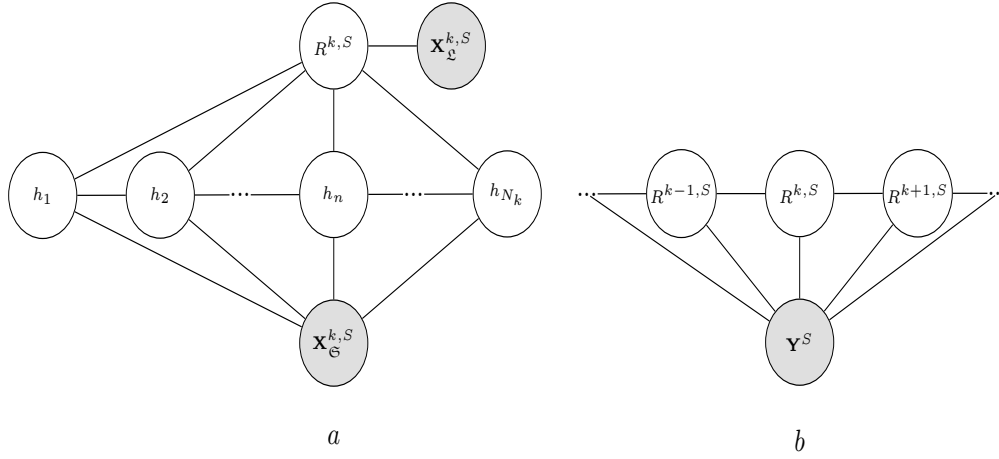 R^{k,S} X_𝔏^{k,S}
h_1 h_2 ... h_n ... h_{N_k}
X_𝔖^{k,S}
a
... R^{k-1,S} R^{k,S} R^{k+1,S} ...
Y^S
b